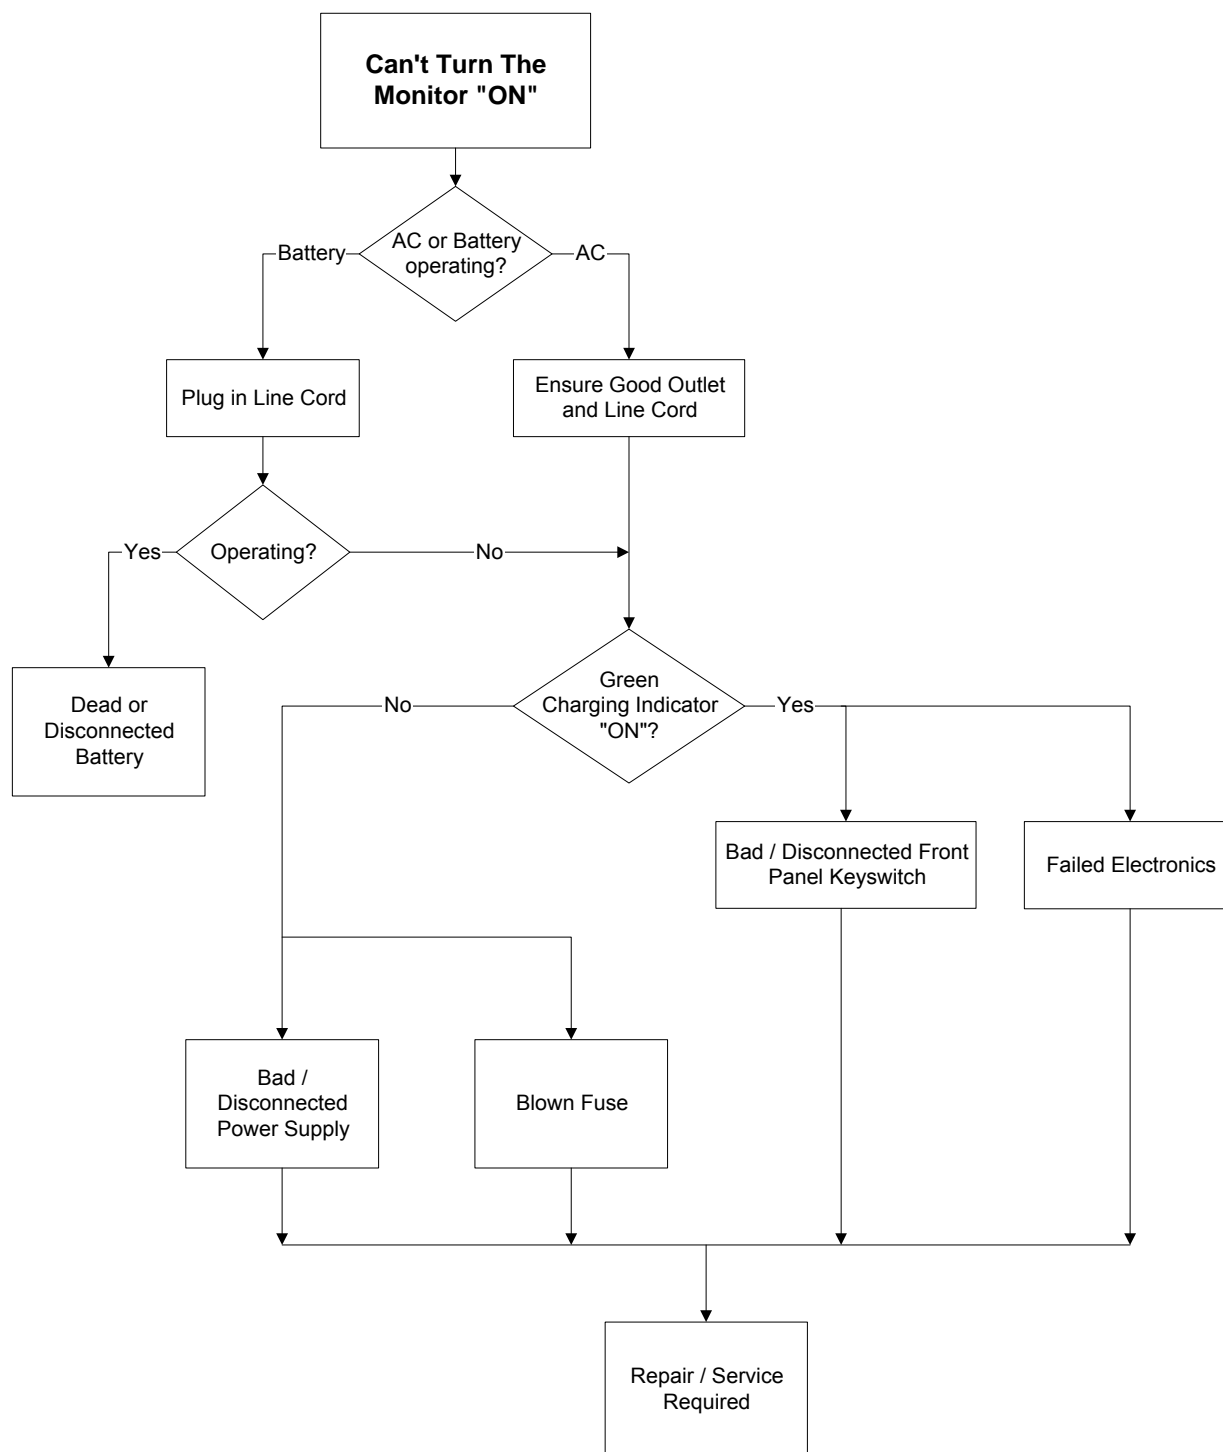 Can't Turn The
Monitor "ON"
AC or Battery
operating?
Battery
AC
Plug in Line Cord
Ensure Good Outlet
and Line Cord
Operating?
Yes
No
Dead or
Disconnected
Battery
Green
Charging Indicator
"ON"?
No
Yes
Bad / Disconnected Front
Panel Keyswitch
Failed Electronics
Bad /
Disconnected
Power Supply
Blown Fuse
Repair / Service
Required